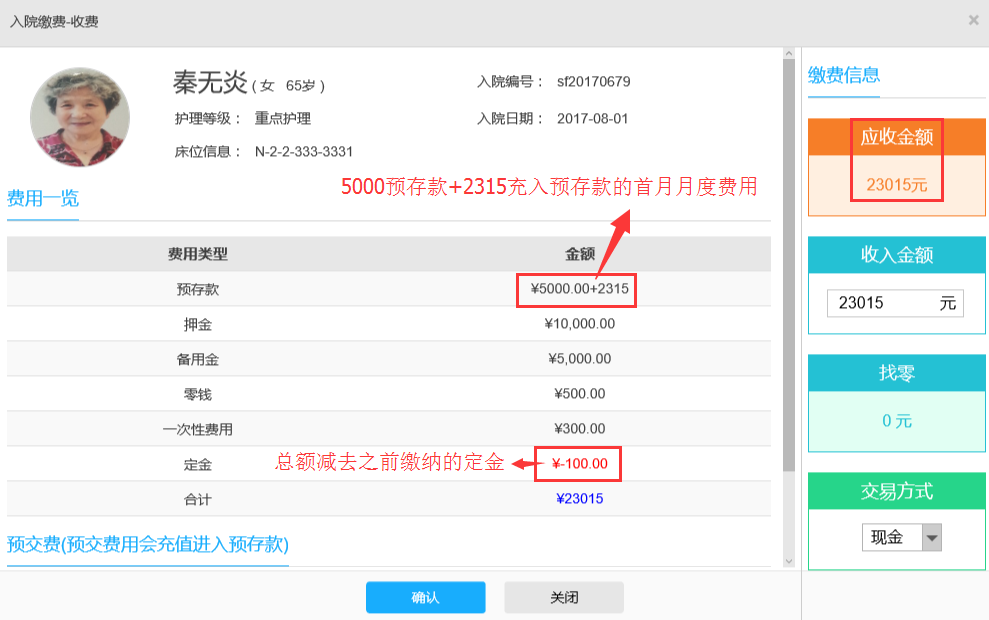 入院缴费-收费
×
秦无炎 ( 女 65岁 )
入院编号： sf20170679
护理等级： 重点护理
入院日期： 2017-08-01
床位信息： N-2-2-333-3331
5000预存款+2315充入预存款的首月月度费用
费用一览
费用类型 金额
预存款 ¥5000.00+2315
押金 ¥10,000.00
备用金 ¥5,000.00
零钱 ¥500.00
一次性费用 ¥300.00
定金 总额减去之前缴纳的定金 ¥-100.00
合计 ¥23015
预交费(预交费用会充值进入预存款)
确认 关闭
缴费信息
应收金额
23015元
收入金额
23015 元
找零
0 元
交易方式
现金